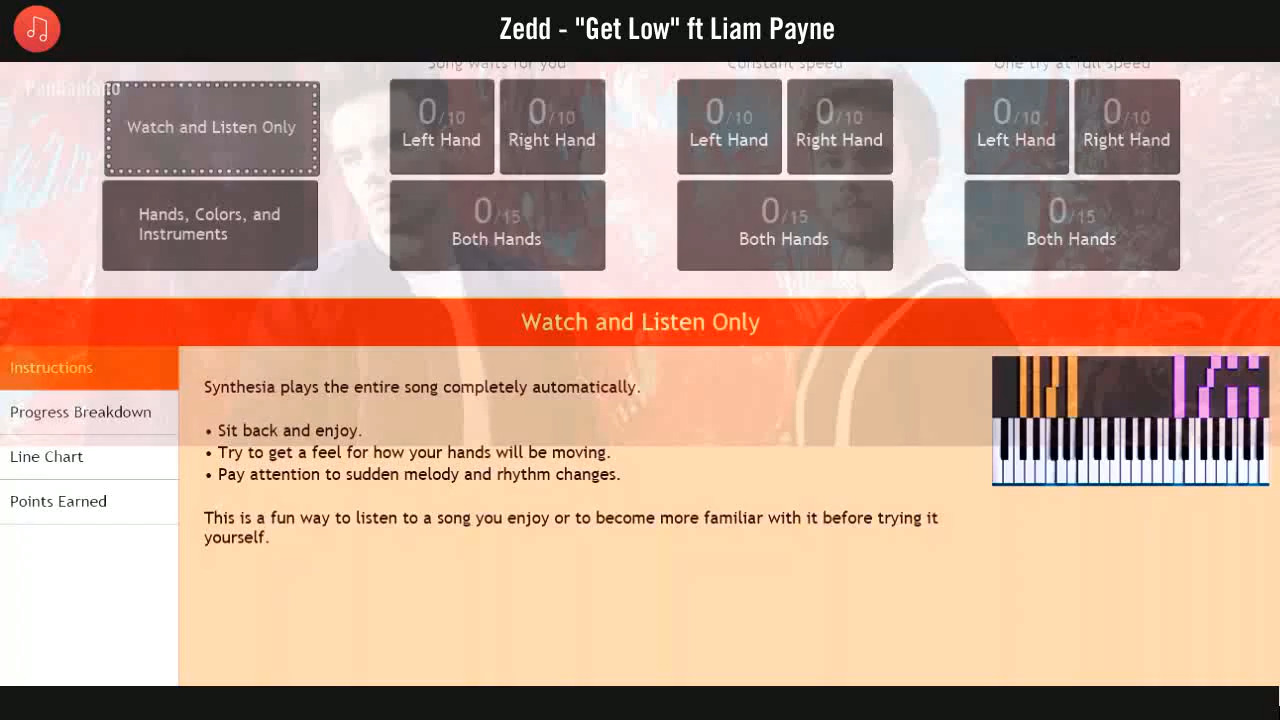 Zedd - "Get Low" ft Liam Payne
Song waits for you
Constant speed
One try at full speed
Watch and Listen Only
0/10
Left Hand
0/10
Right Hand
0/10
Left Hand
0/10
Right Hand
0/10
Left Hand
0/10
Right Hand
Hands, Colors, and
Instruments
0/15
Both Hands
0/15
Both Hands
0/15
Both Hands
Watch and Listen Only
Instructions
Progress Breakdown
Line Chart
Points Earned
Synthesia plays the entire song completely automatically.
• Sit back and enjoy.
• Try to get a feel for how your hands will be moving.
• Pay attention to sudden melody and rhythm changes.
This is a fun way to listen to a song you enjoy or to become more familiar with it before trying it
yourself.